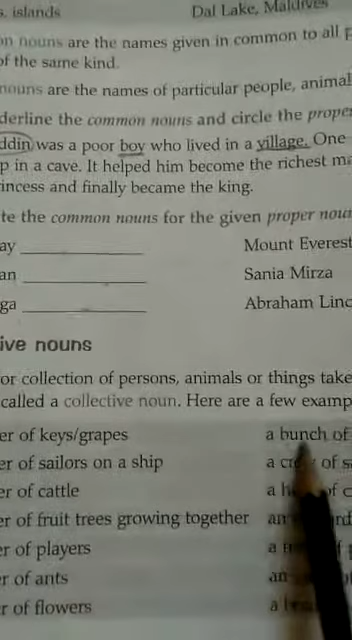 s. islands Dal Lake, Maldives
on nouns are the names given in common to all
of the same kind.
nouns are the names of particular people, animal
derline the common nouns and circle the proper
ddin was a poor boy who lived in a village. One
p in a cave. It helped him become the richest
incess and finally became the king.
te the common nouns for the given proper nou
ay Mount Everest
an Sania Mirza
ga Abraham Linc
ive nouns
or collection of persons, animals or things take
called a collective noun. Here are a few examp
er of keys/grapes a bunch of
er of sailors on a ship a of
er of cattle a of
er of fruit trees growing together
er of players a
er of ants an
r of flowers a